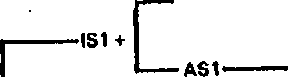 IS1 +
AS1